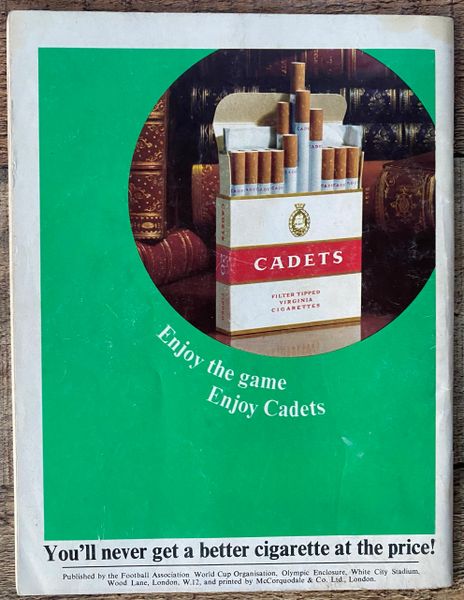 CADETS
FILTER TIPPED
VIRGINIA
CIGARETTES
Enjoy the game
Enjoy Cadets
You'll never get a better cigarette at the price!
Published by the Football Association World Cup Organisation, Olympic Enclosure, White City Stadium,
Wood Lane, London, W.12, and printed by McCorquodale & Co. Ltd., London.